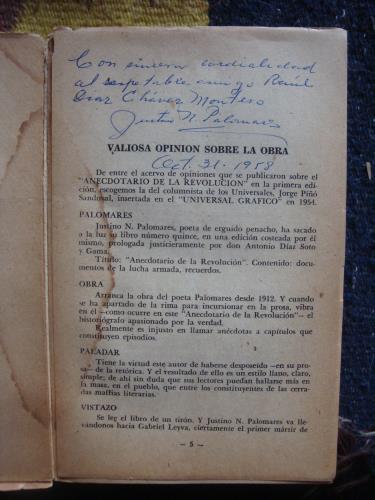 Con sincera cordialidad
al respetable amigo Raúl
Díaz Chávez Montero
Justino N. Palomares
VALIOSA OPINION SOBRE LA OBRA
Oct. 31-1958
De entre el acervo de opiniones que se publicaron sobre el
"ANECDOTARIO DE LA REVOLUCION" en la primera edi-
ción, escogemos la del columnista de los Universales, Jorge Piñó
Sandoval, insertada en el "UNIVERSAL GRAFICO" en 1954.
PALOMARES
Justino N. Palomares, poeta de erguido penacho, ha sacado
a la luz su libro número quince, en una edición costeada por él
mismo, prologada justicieramente por don Antonio Díaz Soto
y Gama.
Título: "Anecdotario de la Revolución". Contenido: docu-
mentos de la lucha armada, recuerdos.
OBRA
Arranca la obra del poeta Palomares desde 1912. Y cuando
se ha apartado de la rima para incursionar en la prosa, vibra
en él —como ocurre en este "Anecdotario de la Revolución"— el
historiógrafo apasionado por la verdad.
Realmente es injusto en llamar anécdotas a capítulos que
constituyen episodios.
PALADAR
Tiene la virtud este autor de haberse desposeido —en su pro-
sa— de la retórica. Y el resultado de ello es un estilo llano, claro,
simple; de ahí sin duda que sus lectores puedan hallarse más en
la masa, en el pueblo, que entre los constituyentes de las cerra-
das maffias literarias.
VISTAZO
Se leg el libro de un tirón. Y Justino N. Palomares va lle-
vándonos hacia Gabriel Leyva, ciertamente el primer mártir de
— 5 —